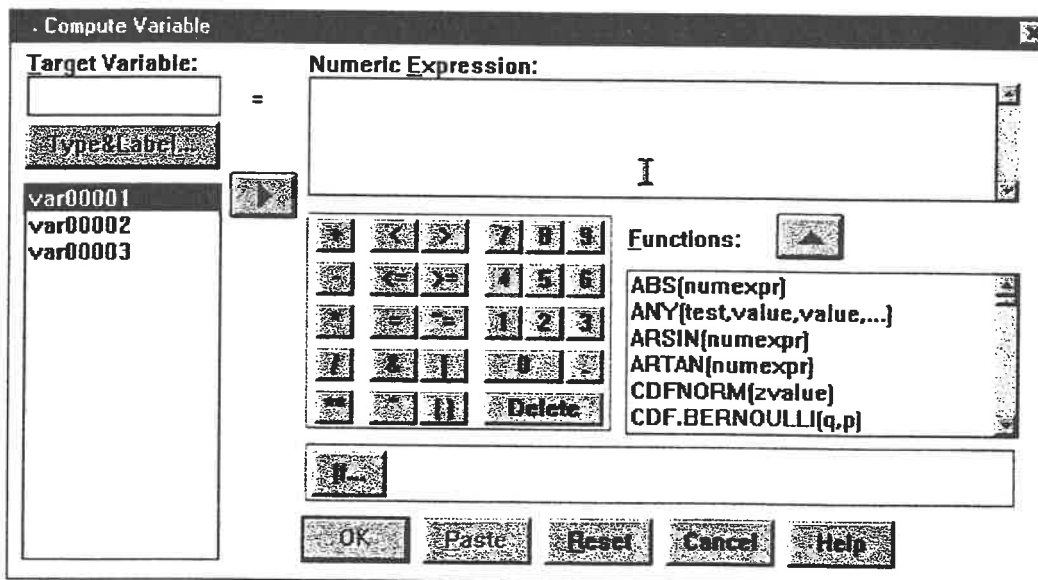 Compute Variable
Target Variable:
Numeric Expression:
=
Type&Label...
var00001
var00002
var00003
+ < > 7 8 9
- <= >= 4 5 6
* = ~= 1 2 3
/ & | 0 .
** ~ () Delete
Functions:
ABS(numexpr)
ANY(test,value,value,...)
ARSIN(numexpr)
ARTAN(numexpr)
CDFNORM(zvalue)
CDF.BERNOULLI(q,p)
If...
OK Paste Reset Cancel Help